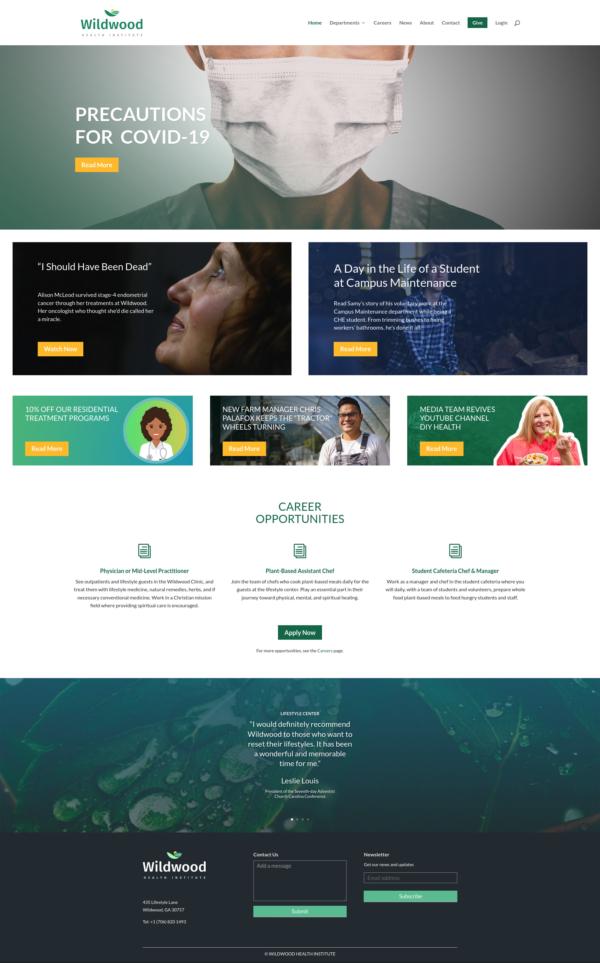 Wildwood
HEALTH INSTITUTE
Home Departments Careers News About Contact Give Login
PRECAUTIONS
FOR COVID-19
Read More
“I Should Have Been Dead”
Alison McLeod survived stage-4 endometrial
cancer through her treatments at Wildwood.
Her oncologist who thought she'd die called her
a miracle.
Watch Now
A Day in the Life of a Student
at Campus Maintenance
Read Samy's story of his voluntary work at the
Campus Maintenance department while being a
CHE student. From trimming bushes to fixing
workers' bathrooms, he's done it all.
Read More
10% OFF OUR RESIDENTIAL
TREATMENT PROGRAMS
Read More
NEW FARM MANAGER CHRIS
PALAFOX KEEPS THE “TRACTOR”
WHEELS TURNING
Read More
MEDIA TEAM REVIVES
YOUTUBE CHANNEL
DIY HEALTH
Read More
CAREER
OPPORTUNITIES
Physician or Mid-Level Practitioner
See outpatients and lifestyle guests in the Wildwood Clinic, and
treat them with lifestyle medicine, natural remedies, herbs, and if
necessary conventional medicine. Work in a Christian mission
field where providing spiritual care is encouraged.
Plant-Based Assistant Chef
Join the team of chefs who cook plant-based meals daily for the
guests at the lifestyle center. Play an essential part in their
journey toward physical, mental, and spiritual healing.
Student Cafeteria Chef & Manager
Work as a manager and chef in the student cafeteria where you
will daily, with a team of students and volunteers, prepare whole
food plant-based meals to feed hungry students and staff.
Apply Now
For more opportunities, see the Careers page.
LIFESTYLE CENTER
“I would definitely recommend
Wildwood to those who want to
reset their lifestyles. It has been
a wonderful and memorable
time for me.”
Leslie Louis
President of the Seventh-day Adventist
Church Carolina Conference
Wildwood
HEALTH INSTITUTE
435 Lifestyle Lane
Wildwood, GA 30757
Tel: +1 (706) 820-1493
Contact Us
Add a message
Submit
Newsletter
Get our news and updates
Email address
Subscribe
© WILDWOOD HEALTH INSTITUTE